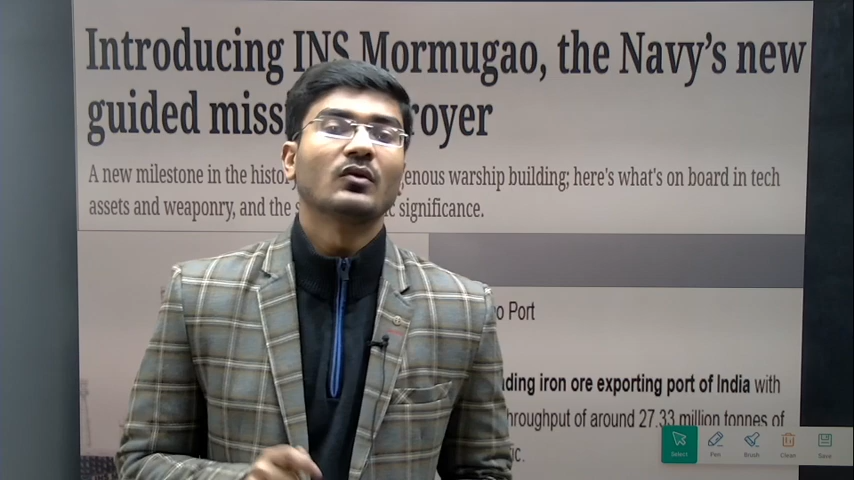 Introducing INS Mormugao, the Navy's new
guided miss royer
A new milestone in the histo enous warship building; here's what's on board in tech
assets and weaponry, and the s c significance.
o Port
ding iron ore exporting port of India with
hroughput of around 27.33 million tonnes of
c.
Select
Pen
Brush
Clean
Save